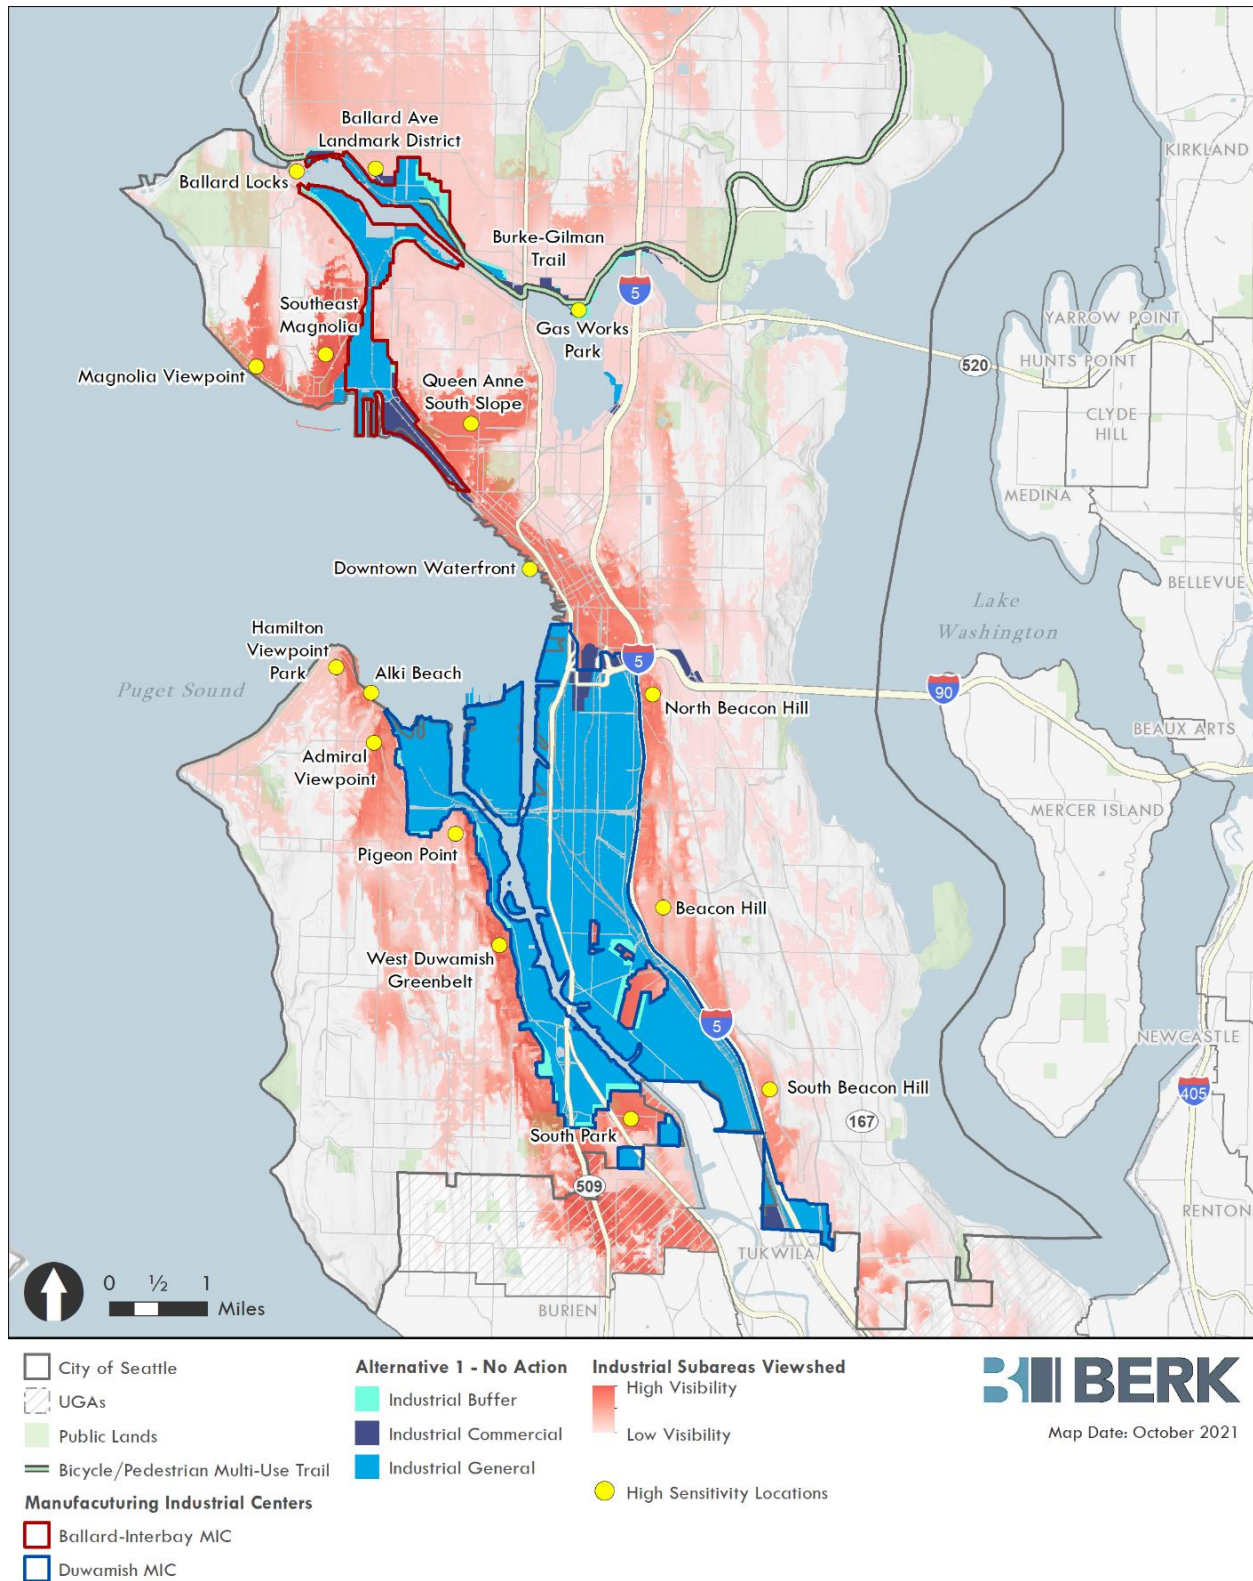 Ballard Ave
Landmark District
Ballard Locks
KIRKLAND
Burke-Gilman
Trail
5
Southeast
Magnolia
Gas Works
Park
YARROW POINT
HUNTS POINT
520
Magnolia Viewpoint
Queen Anne
South Slope
CLYDE
HILL
MEDINA
Downtown Waterfront
BELLEVUE
Lake
Washington
Hamilton
Viewpoint
Park
Alki Beach
5
Puget Sound
90
North Beacon Hill
BEAUX ARTS
Admiral
Viewpoint
MERCER ISLAND
Pigeon Point
Beacon Hill
West Duwamish
Greenbelt
5
NEWCASTLE
South Beacon Hill
405
167
South Park
509
RENTON
TUKWILA
0 ½ 1
Miles
BURIEN
City of Seattle
UGAs
Public Lands
Bicycle/Pedestrian Multi-Use Trail
Manufacuturing Industrial Centers
Ballard-Interbay MIC
Duwamish MIC
Alternative 1 - No Action
Industrial Buffer
Industrial Commercial
Industrial General
Industrial Subareas Viewshed
High Visibility
Low Visibility
High Sensitivity Locations
BERK
Map Date: October 2021